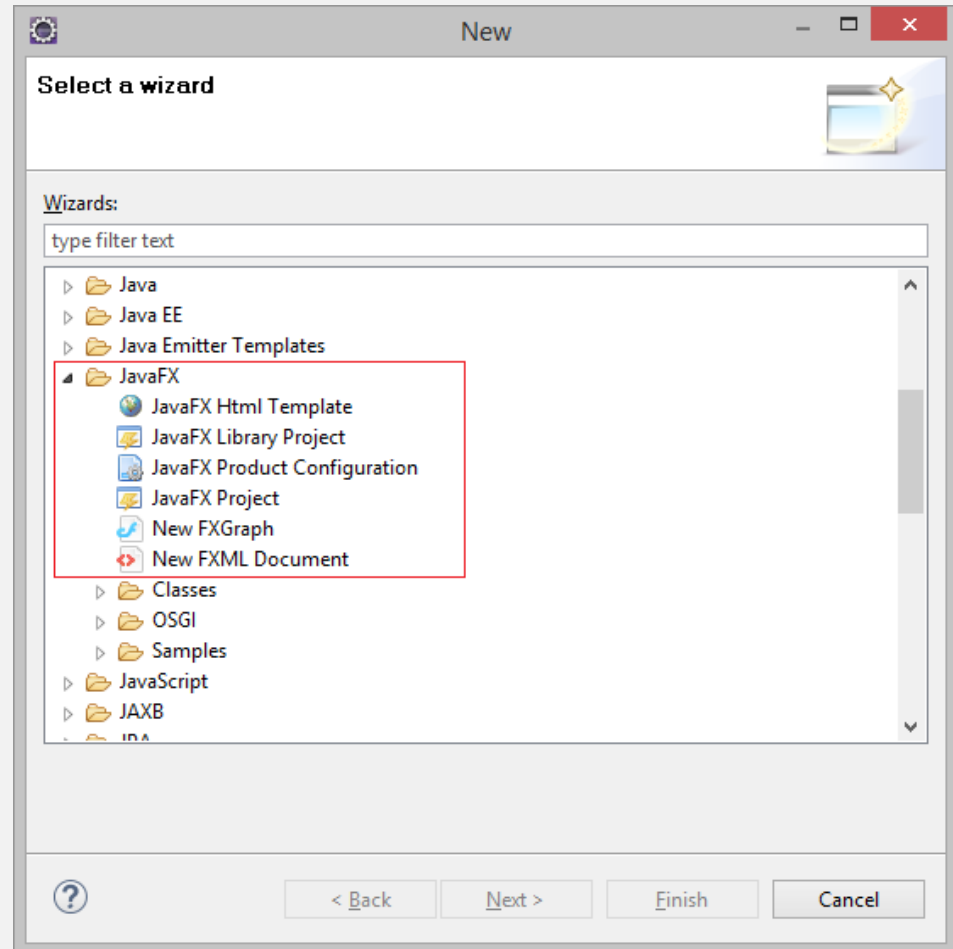 New
Select a wizard
Wizards:
type filter text
Java
Java EE
Java Emitter Templates
JavaFX
JavaFX Html Template
JavaFX Library Project
JavaFX Product Configuration
JavaFX Project
New FXGraph
New FXML Document
Classes
OSGI
Samples
JavaScript
JAXB
JPA
?
< Back
Next >
Finish
Cancel